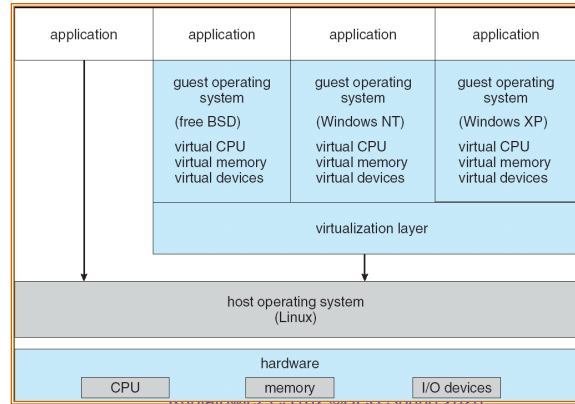 application
application
application
application
guest operating
system
(free BSD)
virtual CPU
virtual memory
virtual devices
guest operating
system
(Windows NT)
virtual CPU
virtual memory
virtual devices
guest operating
system
(Windows XP)
virtual CPU
virtual memory
virtual devices
virtualization layer
host operating system
(Linux)
hardware
CPU
memory
I/O devices